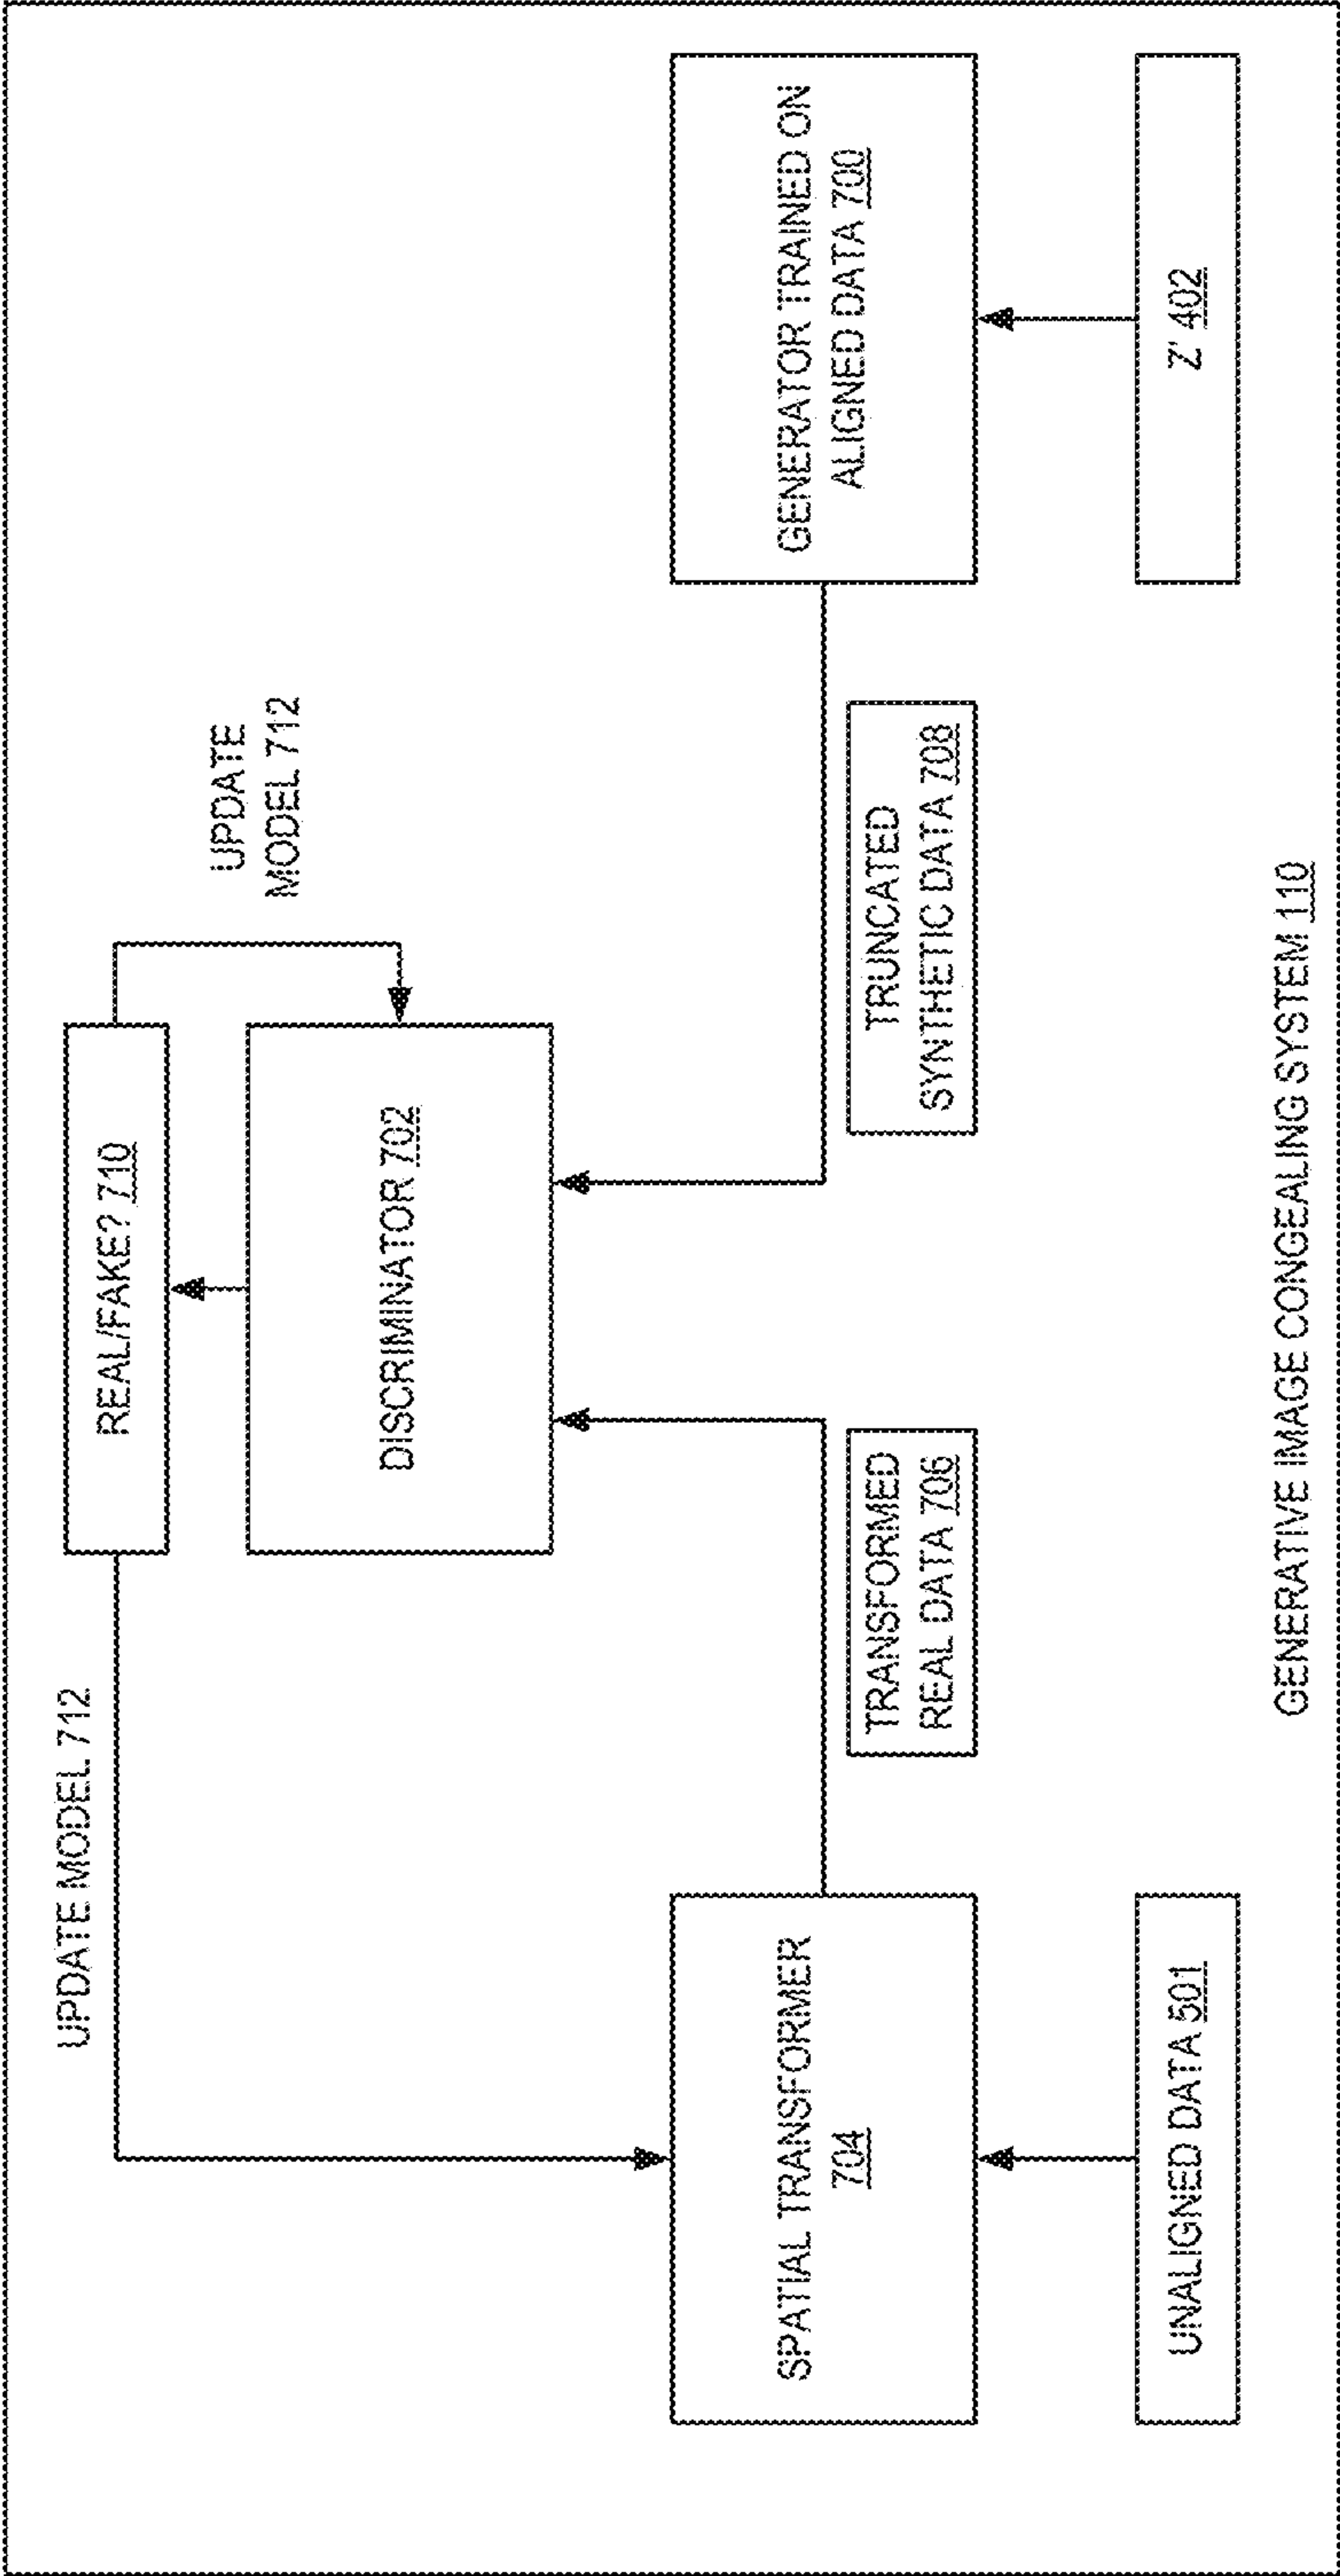 UPDATE MODEL 712
REAL/FAKE? 710
UPDATE
MODEL 712
DISCRIMINATOR 702
SPATIAL TRANSFORMER
704
TRANSFORMED
REAL DATA 706
TRUNCATED
SYNTHETIC DATA 708
GENERATOR TRAINED ON
ALIGNED DATA 700
UNALIGNED DATA 501
Z' 402
GENERATIVE IMAGE CONGEALING SYSTEM 110